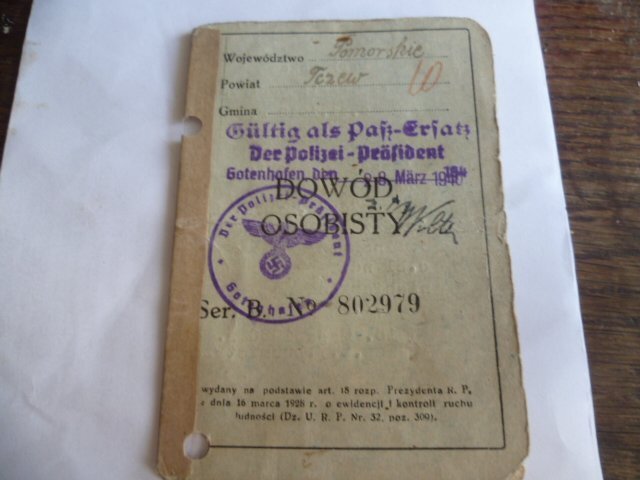 Województwo Pomorskie
Powiat Tczew 10
Gmina
Gültig als Paß-Ersatz
Der Polizei-Präsident
Gotenhafen, den 8. März 1940
DOWÓD
OSOBISTY
Der Polizei-Präsident
Gotenhafen
Ser. B. No 802979
wydany na podstawie art. 18 rozp. Prezydenta R. P.
z dnia 16 marca 1928 r. o ewidencji i kontroli ruchu
ludności (Dz. U. R. P. Nr. 32, poz. 309).